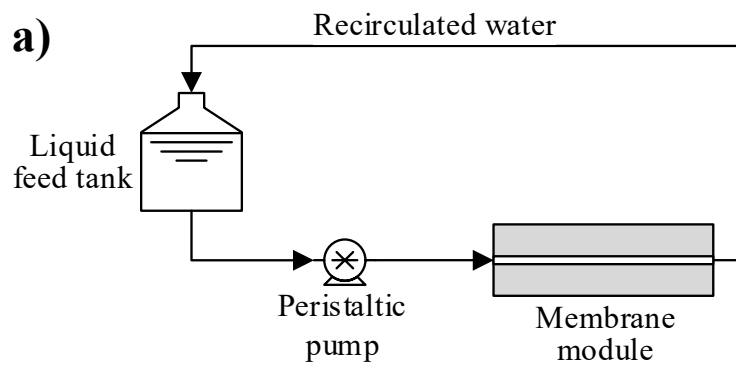 a)
Recirculated water
Liquid
feed tank
Peristaltic
pump
Membrane
module